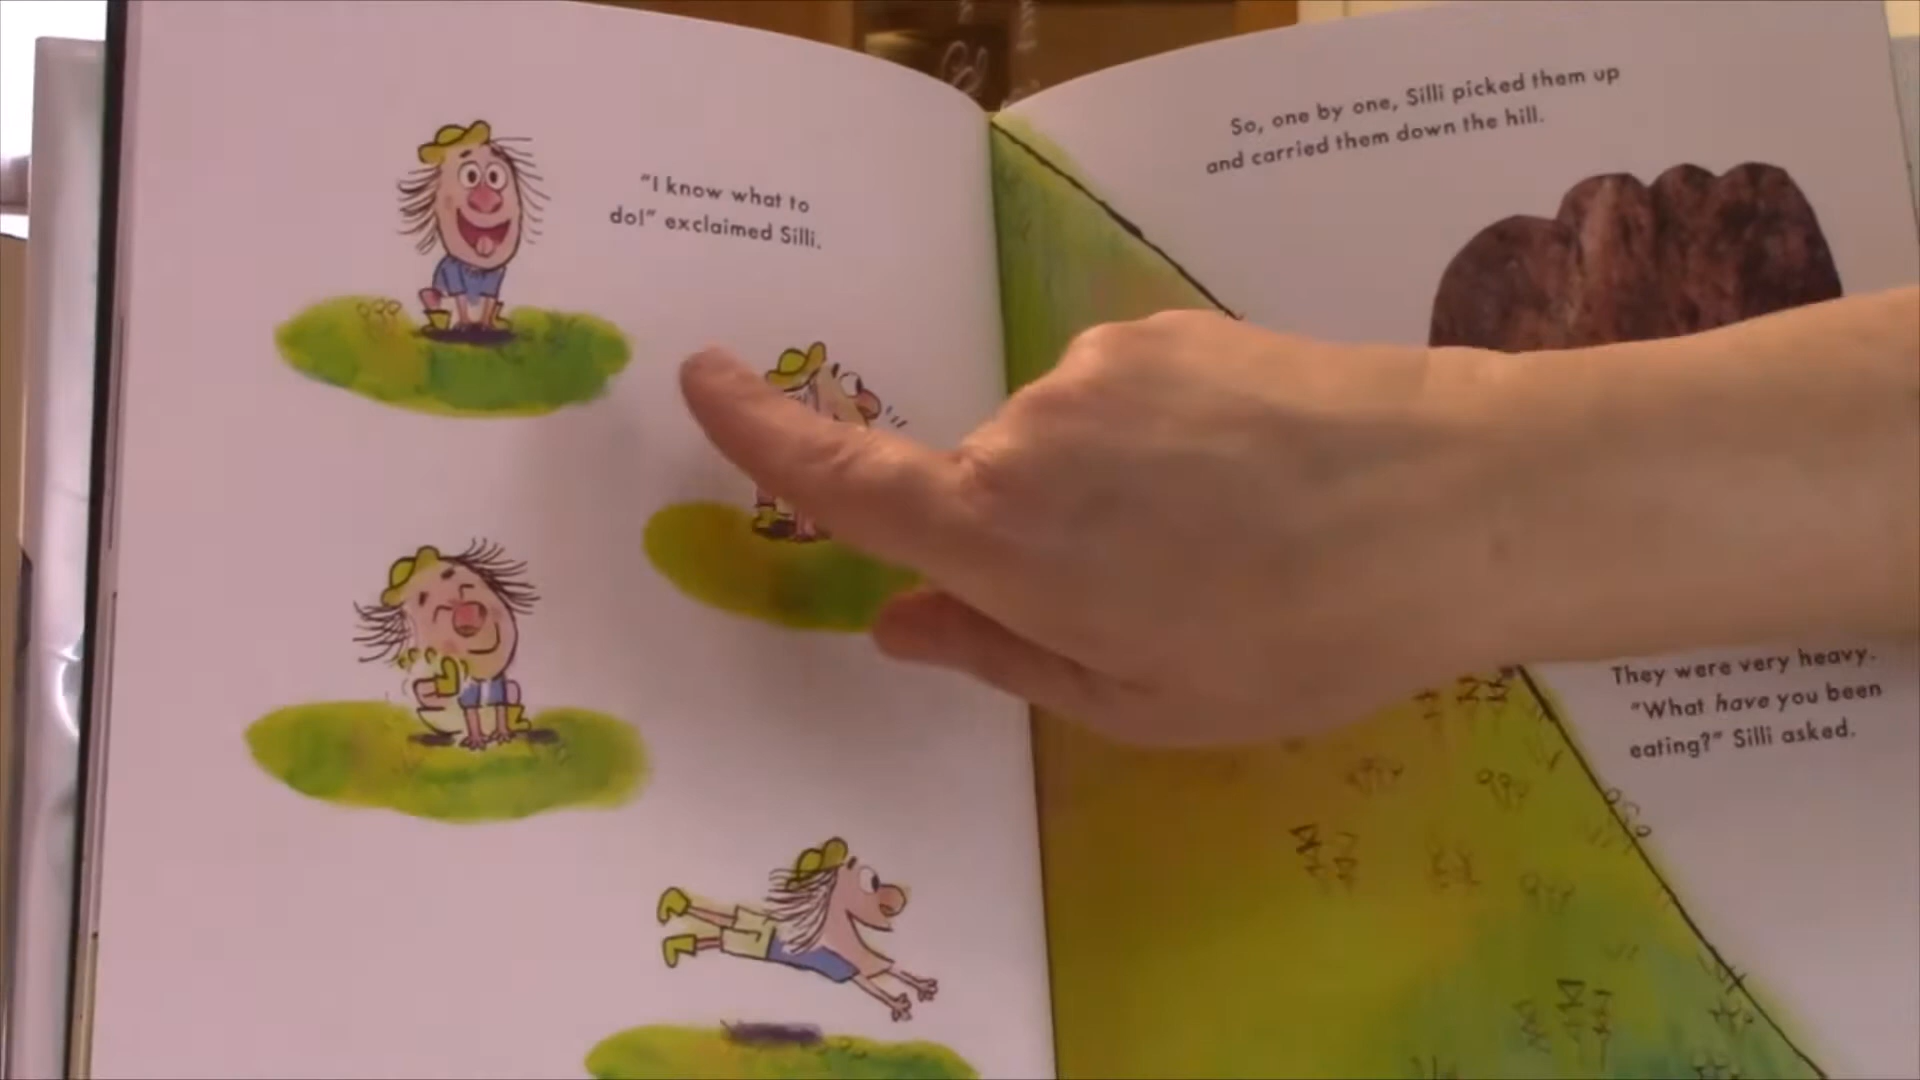 "I know what to
do!" exclaimed Silli.
So, one by one, Silli picked them up
and carried them down the hill.
They were very heavy.
"What have you been
eating?" Silli asked.